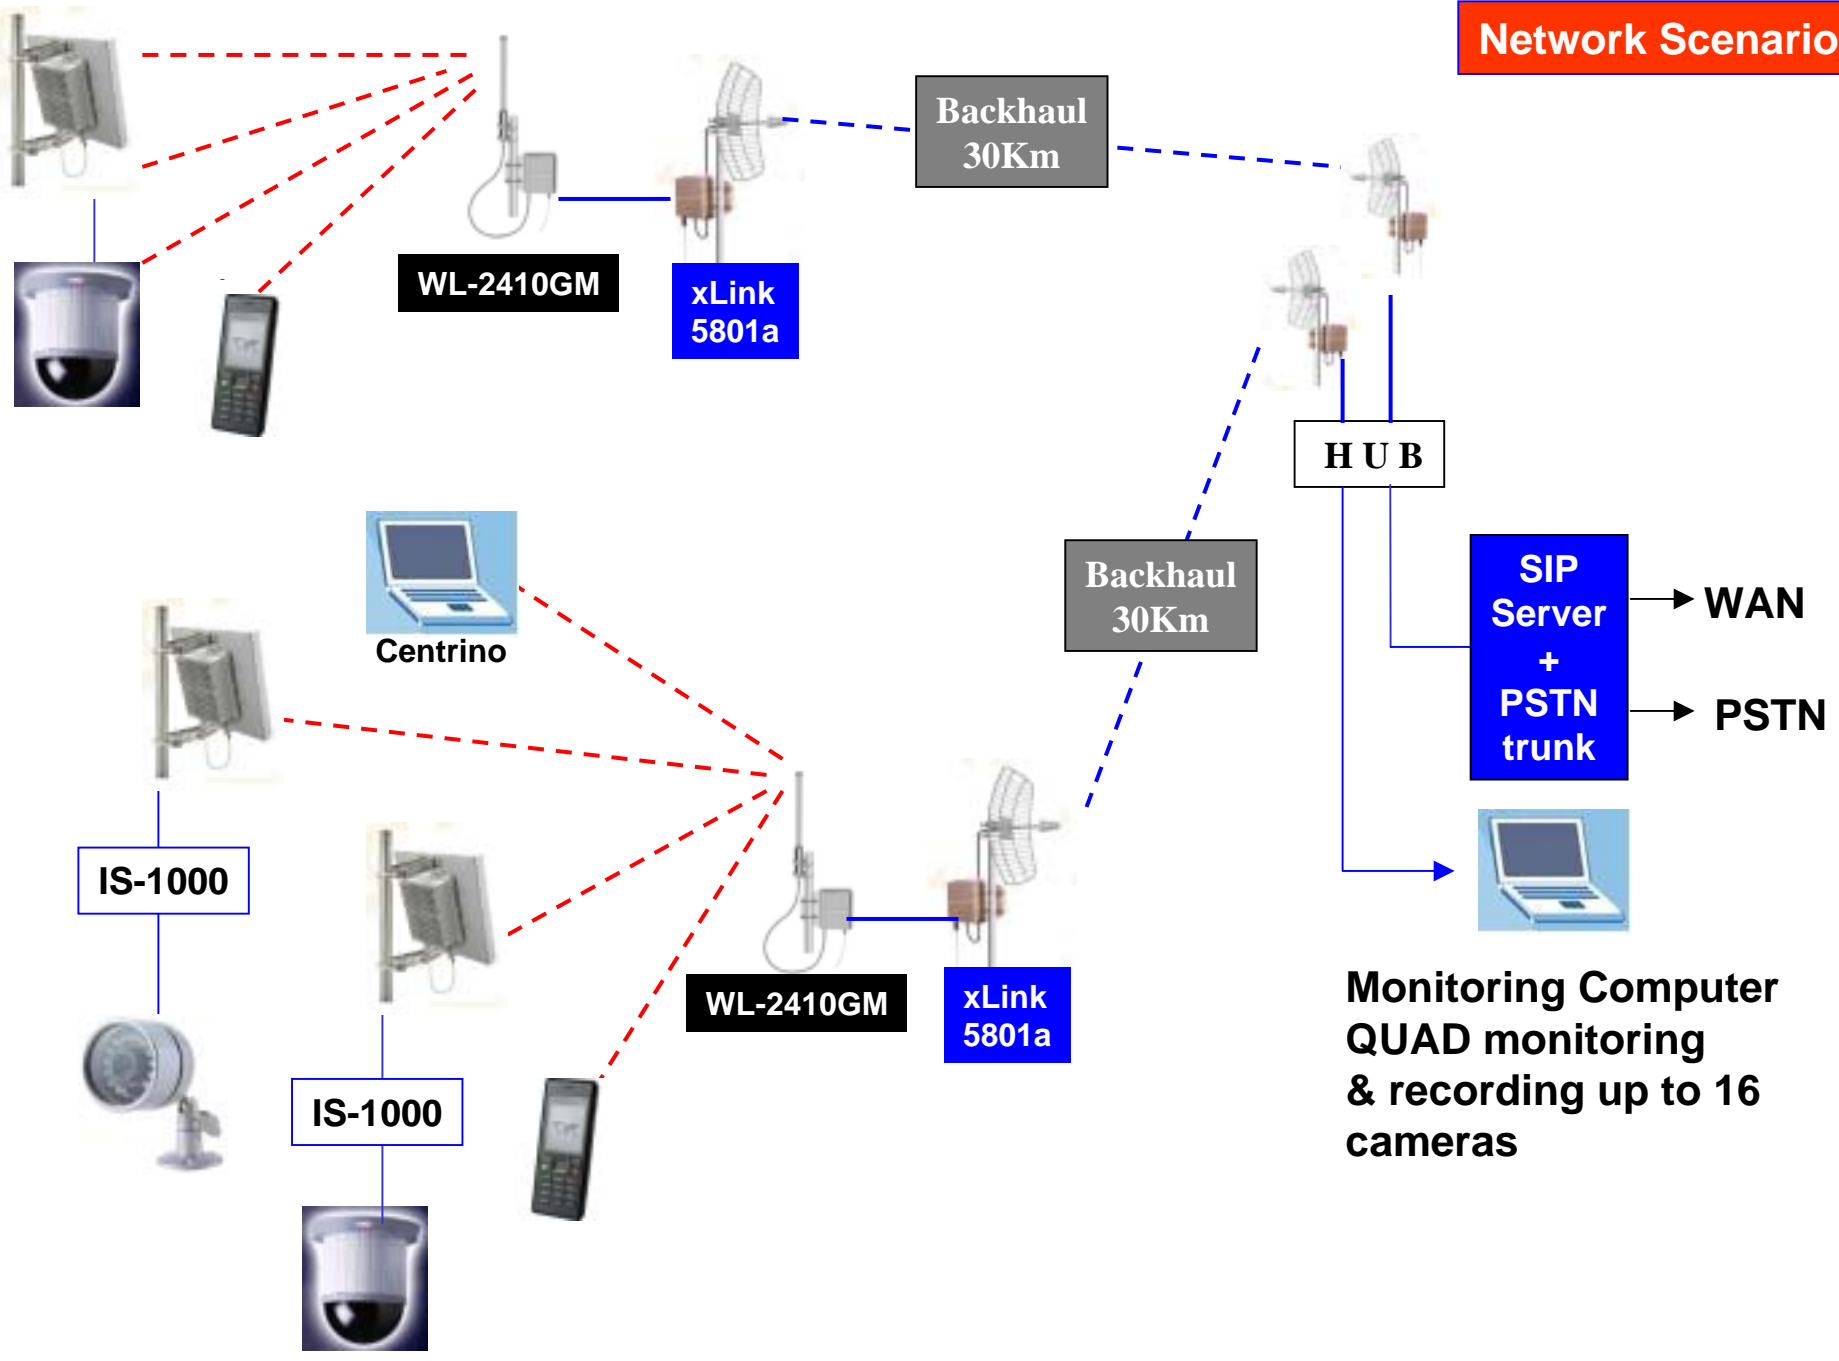 Network Scenario
Backhaul
30Km
WL-2410GM
xLink
5801a
H U B
Centrino
Backhaul
30Km
SIP
Server
+
PSTN
trunk
WAN
PSTN
IS-1000
WL-2410GM
xLink
5801a
IS-1000
Monitoring Computer
QUAD monitoring
& recording up to 16
cameras